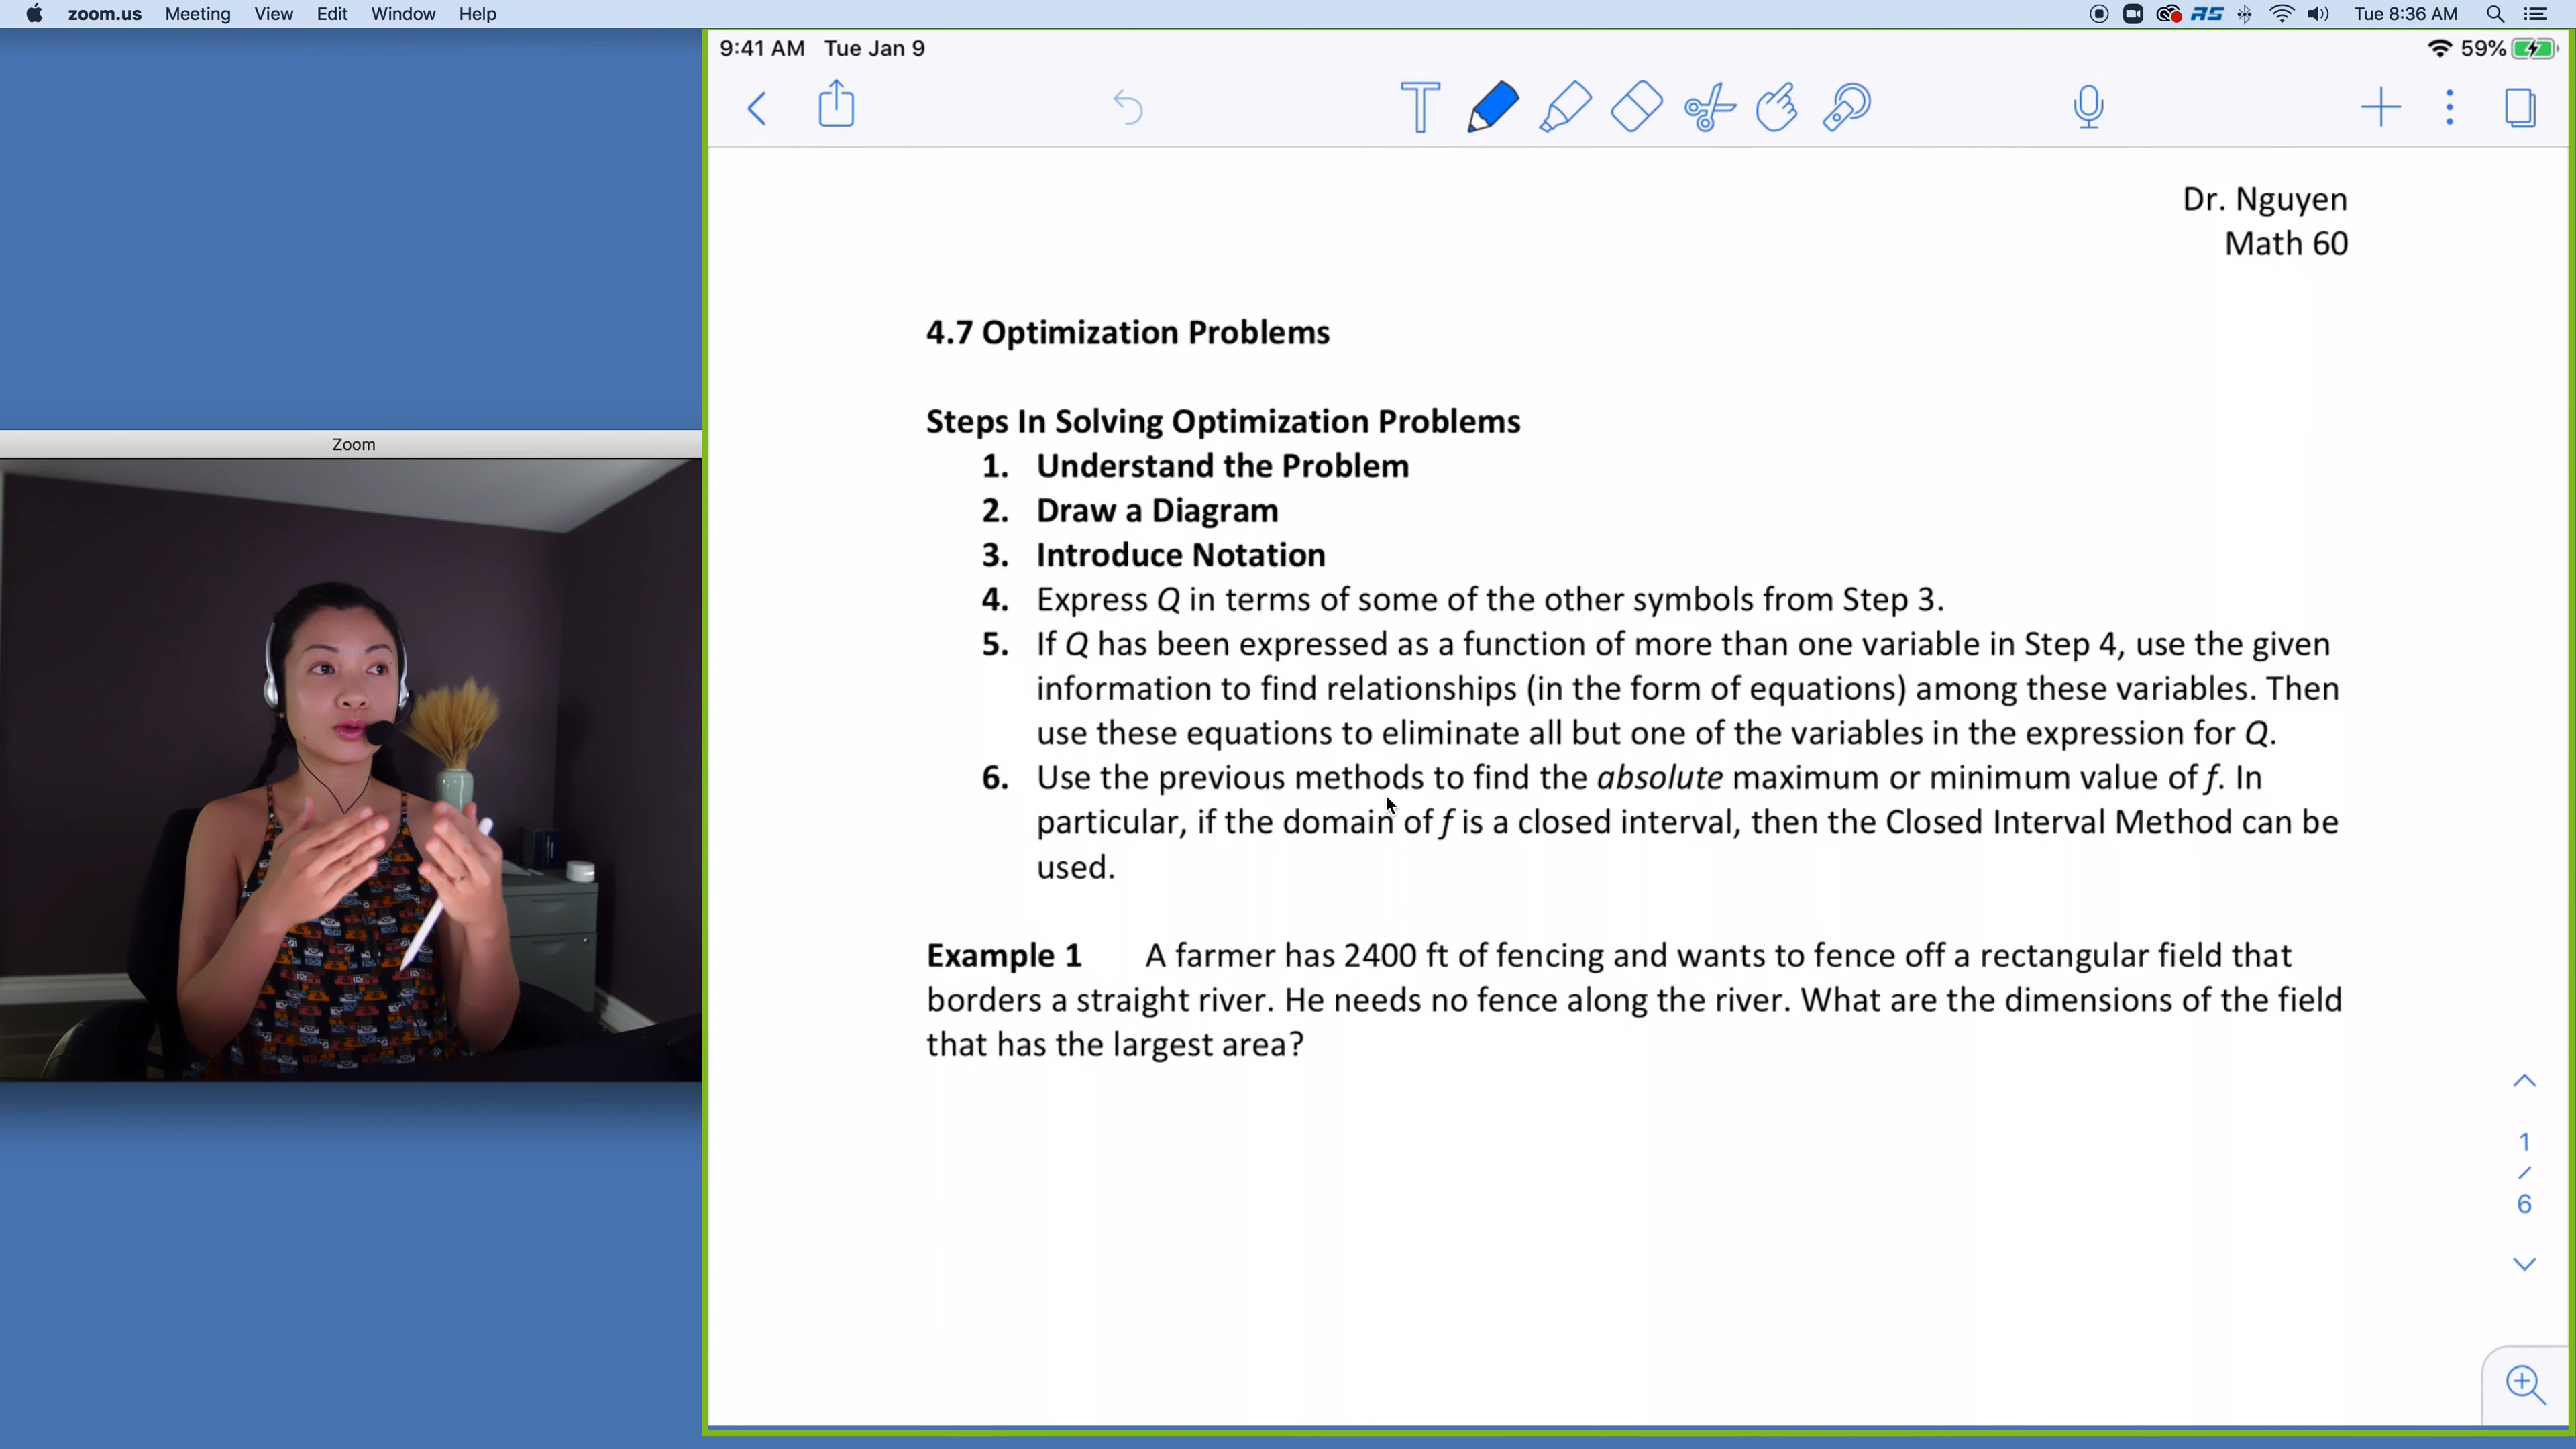 zoom.us Meeting View Edit Window Help Tue 8:36 AM
9:41 AM Tue Jan 9 59%
Dr. Nguyen
Math 60
4.7 Optimization Problems
Steps In Solving Optimization Problems
1. Understand the Problem
2. Draw a Diagram
3. Introduce Notation
4. Express Q in terms of some of the other symbols from Step 3.
5. If Q has been expressed as a function of more than one variable in Step 4, use the given
information to find relationships (in the form of equations) among these variables. Then
use these equations to eliminate all but one of the variables in the expression for Q.
6. Use the previous methods to find the absolute maximum or minimum value of f. In
particular, if the domain of f is a closed interval, then the Closed Interval Method can be
used.
Example 1 A farmer has 2400 ft of fencing and wants to fence off a rectangular field that
borders a straight river. He needs no fence along the river. What are the dimensions of the field
that has the largest area?
1
/
6
Zoom